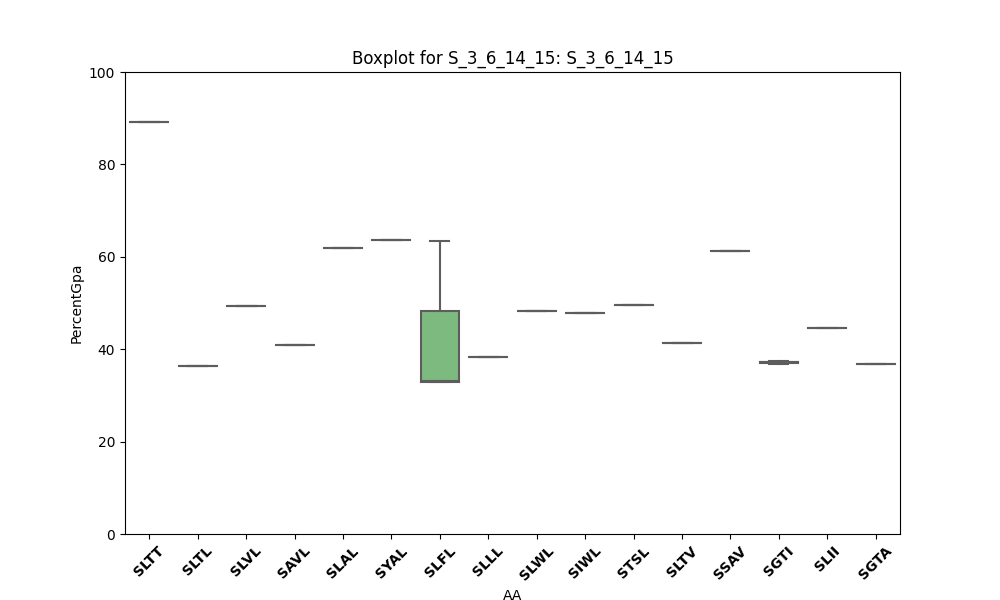 Boxplot for S_3_6_14_15: S_3_6_14_15
PercentGpa
100
80
60
40
20
0
SLTT SLTL SLVL SAVL SLAL SYAL SLFL SLLL SLWL SIWL STSL SLTV SSAV SGTI SLII SGTA
AA